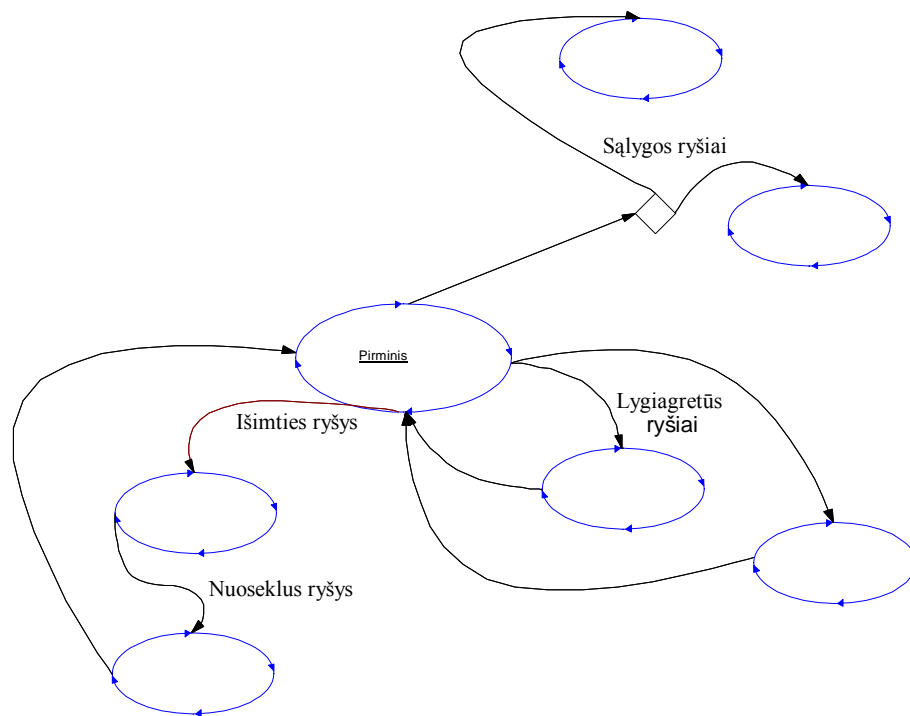 Sąlygos ryšiai
Pirminis
Išimties ryšys
Lygiagretūs
ryšiai
Nuoseklus ryšys